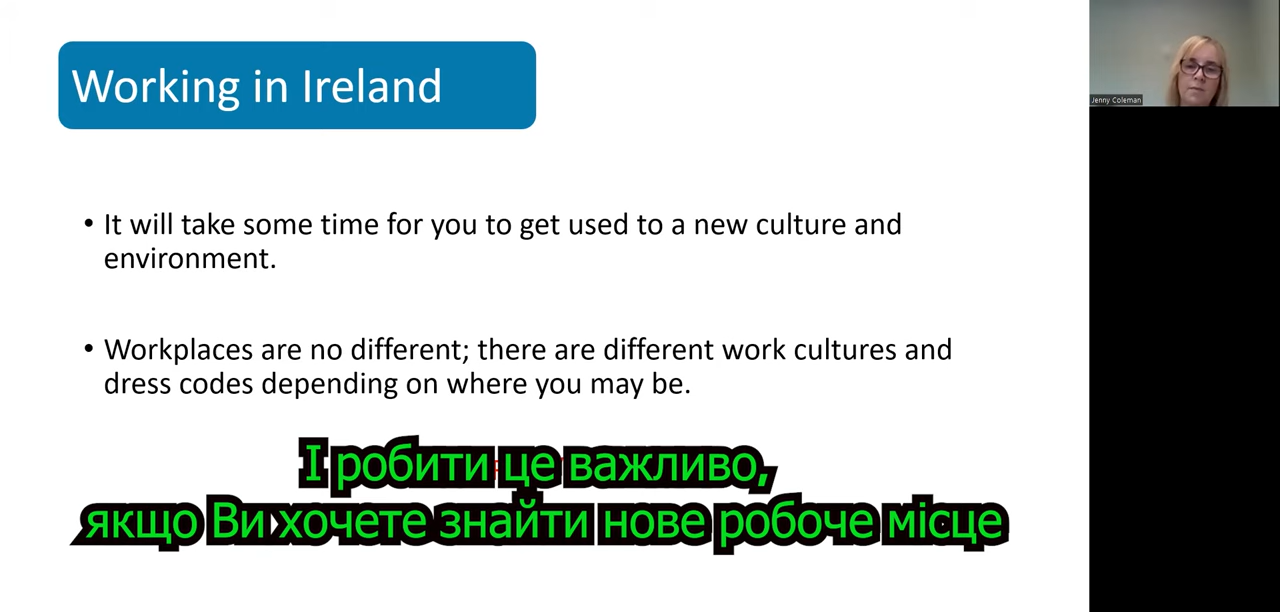 Working in Ireland
Jenny Coleman
• It will take some time for you to get used to a new culture and
environment.
• Workplaces are no different; there are different work cultures and
dress codes depending on where you may be.
І робити це важливо,
якщо Ви хочете знайти нове робоче місце